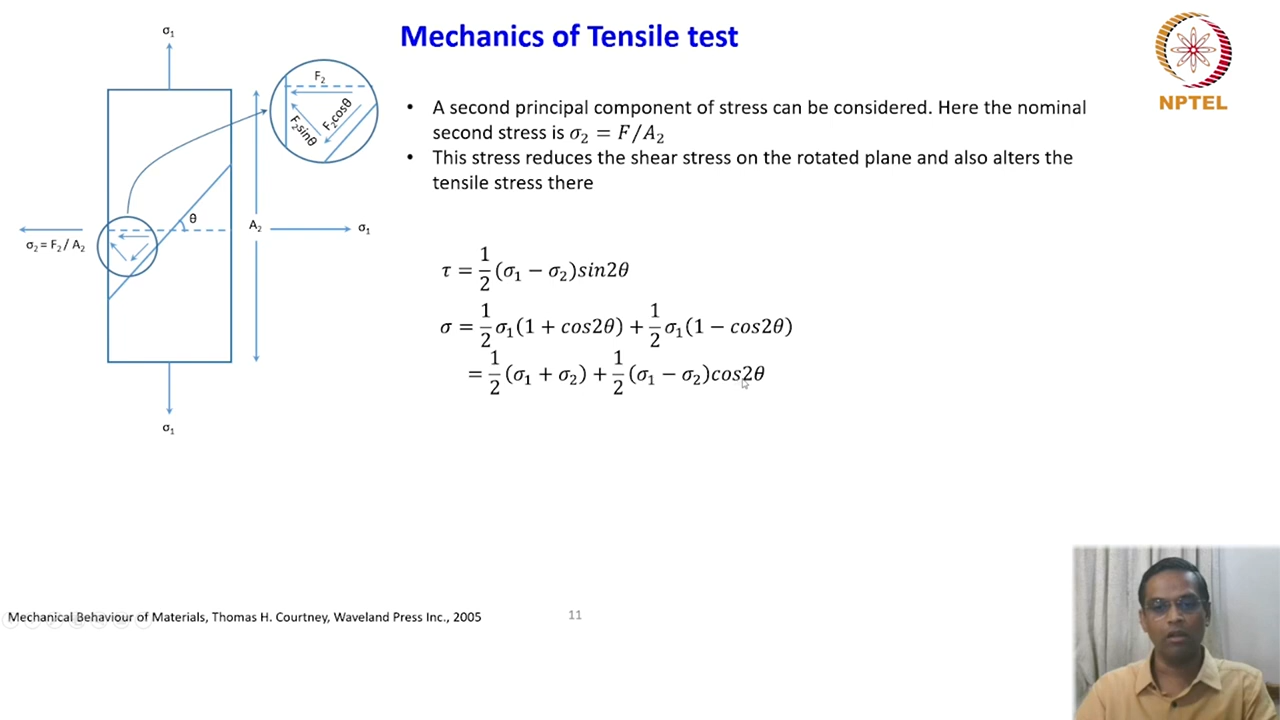 Mechanics of Tensile test
NPTEL
• A second principal component of stress can be considered. Here the nominal
second stress is σ₂ = F/A₂
• This stress reduces the shear stress on the rotated plane and also alters the
tensile stress there
τ = 1/2 (σ₁ − σ₂)sin2θ
σ = 1/2 σ₁(1 + cos2θ) + 1/2 σ₁(1 − cos2θ)
= 1/2 (σ₁ + σ₂) + 1/2 (σ₁ − σ₂)cos2θ
σ₁
F₂
F₂cosθ
F₂sinθ
θ
A₂
σ₁
σ₂ = F₂ / A₂
σ₁
Mechanical Behaviour of Materials, Thomas H. Courtney, Waveland Press Inc., 2005
11